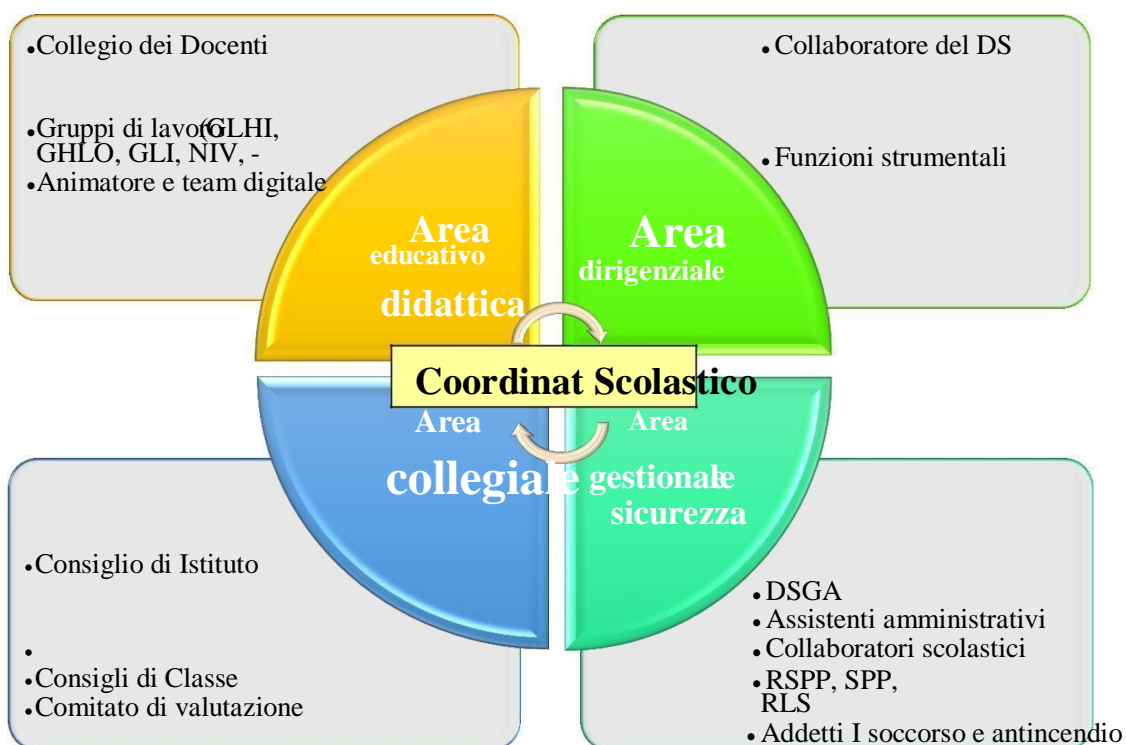 •Collegio dei Docenti
•Gruppi di lavoro (GLHI,
GHLO, GLI, NIV, -
•Animatore e team digitale
•Collaboratore del DS
•Funzioni strumentali
Area
educativo
didattica
Area
dirigenziale
Coordinat Scolastico
Area
collegiale
Area
gestionale
sicurezza
•Consiglio di Istituto
•
•Consigli di Classe
•Comitato di valutazione
•DSGA
•Assistenti amministrativi
•Collaboratori scolastici
•RSPP, SPP,
RLS
•Addetti I soccorso e antincendio